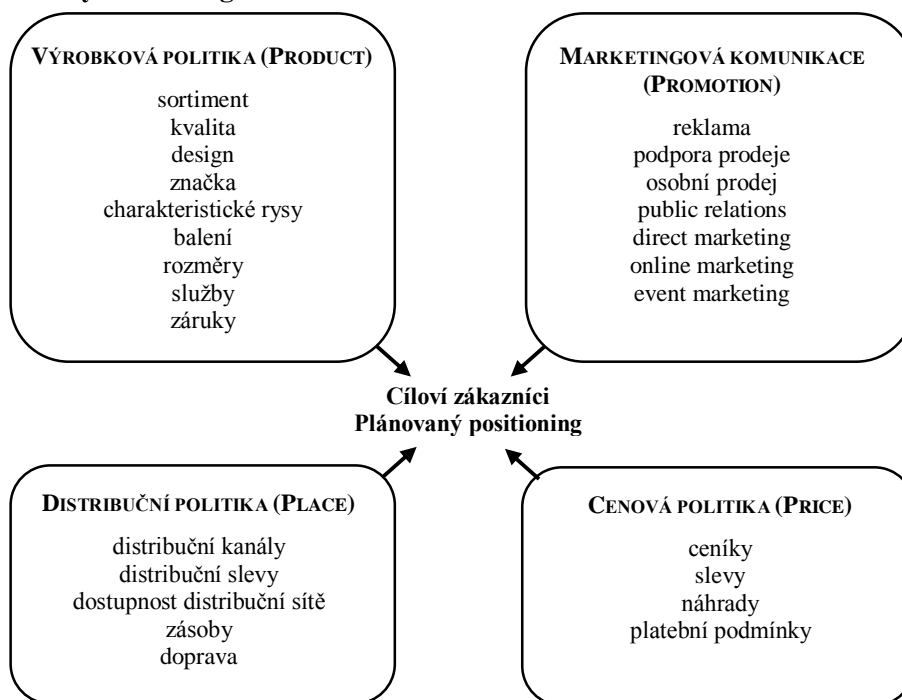 VÝROBKOVÁ POLITIKA (PRODUCT)
sortiment
kvalita
design
značka
charakteristické rysy
balení
rozměry
služby
záruky
MARKETINGOVÁ KOMUNIKACE
(PROMOTION)
reklama
podpora prodeje
osobní prodej
public relations
direct marketing
online marketing
event marketing
Cíloví zákazníci
Plánovaný positioning
DISTRIBUČNÍ POLITIKA (PLACE)
distribuční kanály
distribuční slevy
dostupnost distribuční sítě
zásoby
doprava
CENOVÁ POLITIKA (PRICE)
ceníky
slevy
náhrady
platební podmínky